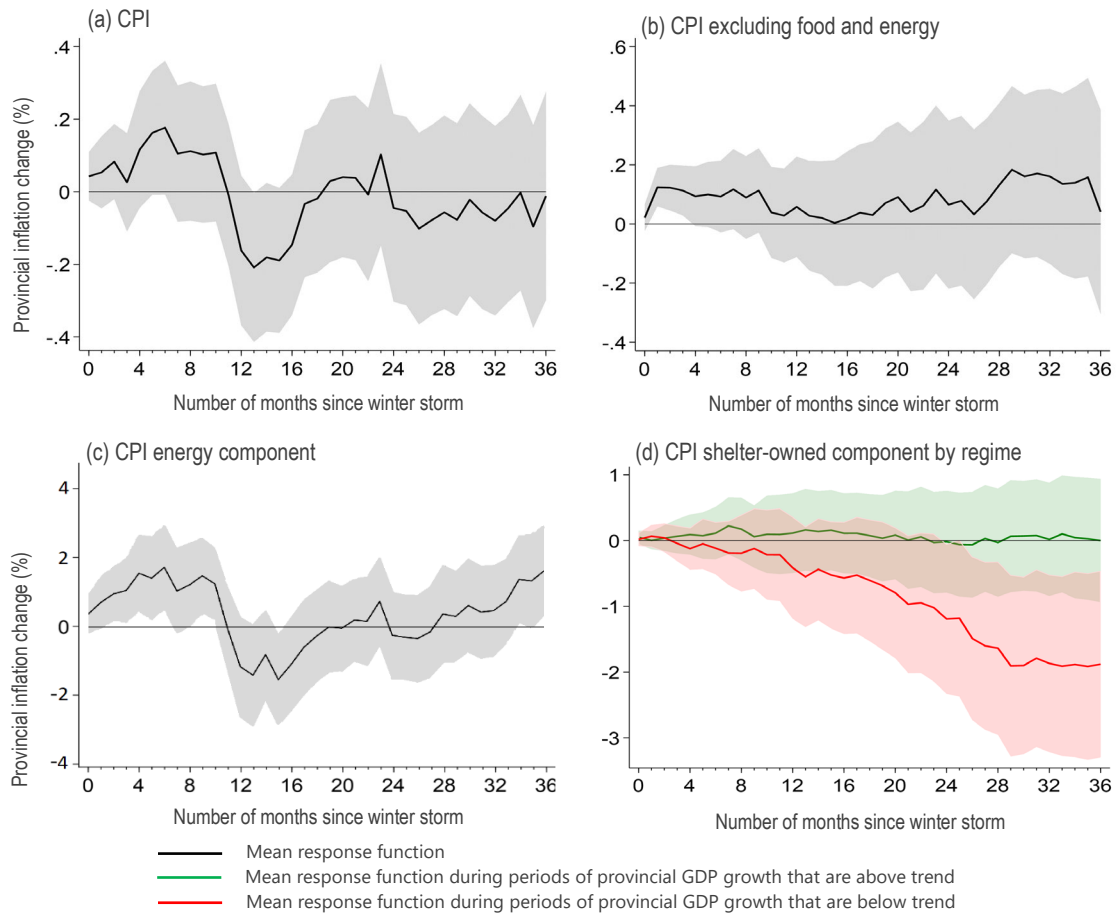 (a) CPI
Provincial inflation change (%)
.4
.2
0
-.2
-.4
0 4 8 12 16 20 24 28 32 36
Number of months since winter storm
(b) CPI excluding food and energy
.6
.4
.2
0
-.2
-.4
0 4 8 12 16 20 24 28 32 36
Number of months since winter storm
(c) CPI energy component
Provincial inflation change (%)
4
2
0
-2
-4
0 4 8 12 16 20 24 28 32 36
Number of months since winter storm
(d) CPI shelter-owned component by regime
1
0
-1
-2
-3
0 4 8 12 16 20 24 28 32 36
Number of months since winter storm
Mean response function
Mean response function during periods of provincial GDP growth that are above trend
Mean response function during periods of provincial GDP growth that are below trend